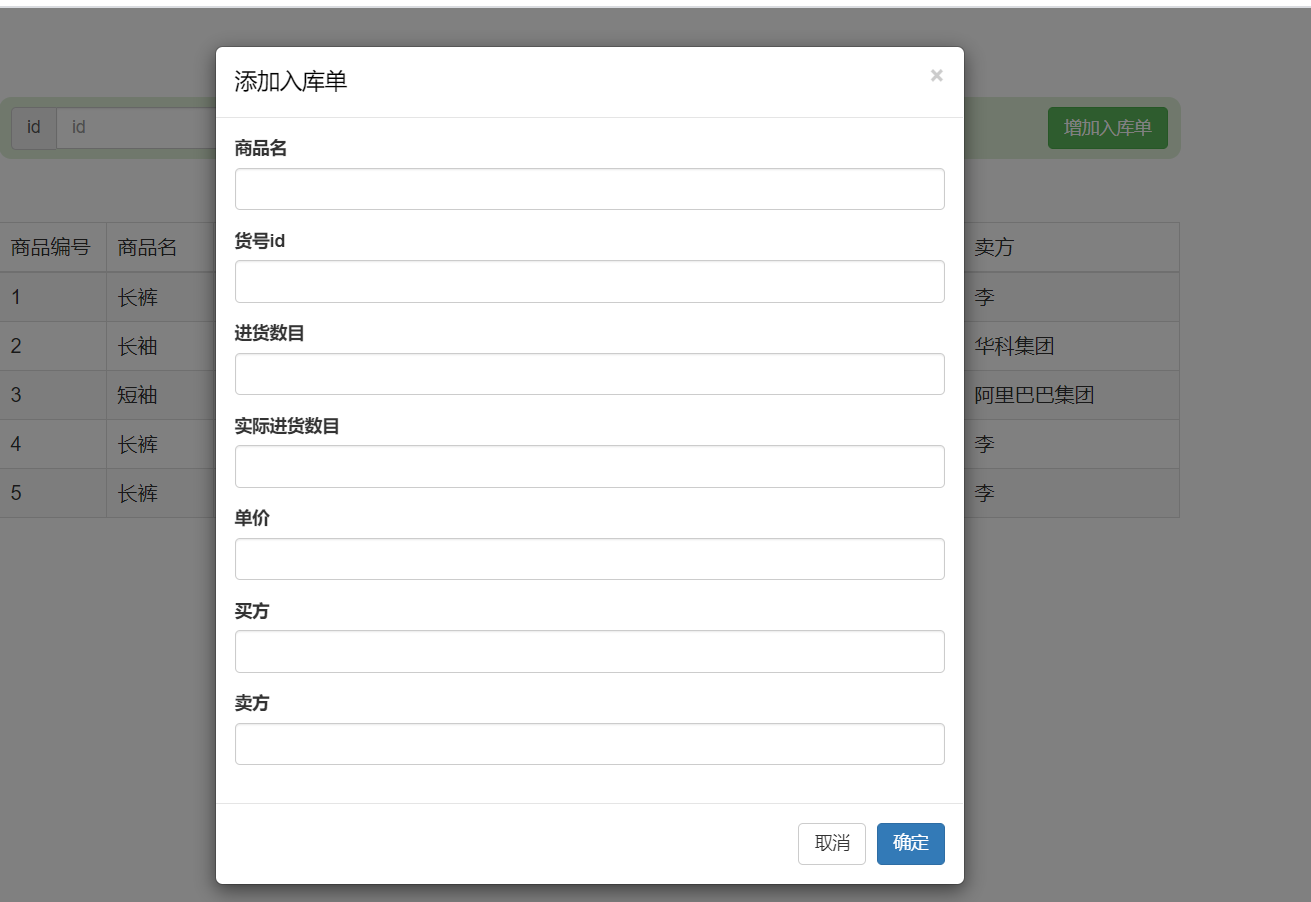 添加入库单
×
id id
增加入库单
商品名
货号id
进货数目
实际进货数目
单价
买方
卖方
取消 确定
商品编号 商品名 卖方
1 长裤 李
2 长袖 华科集团
3 短袖 阿里巴巴集团
4 长裤 李
5 长裤 李